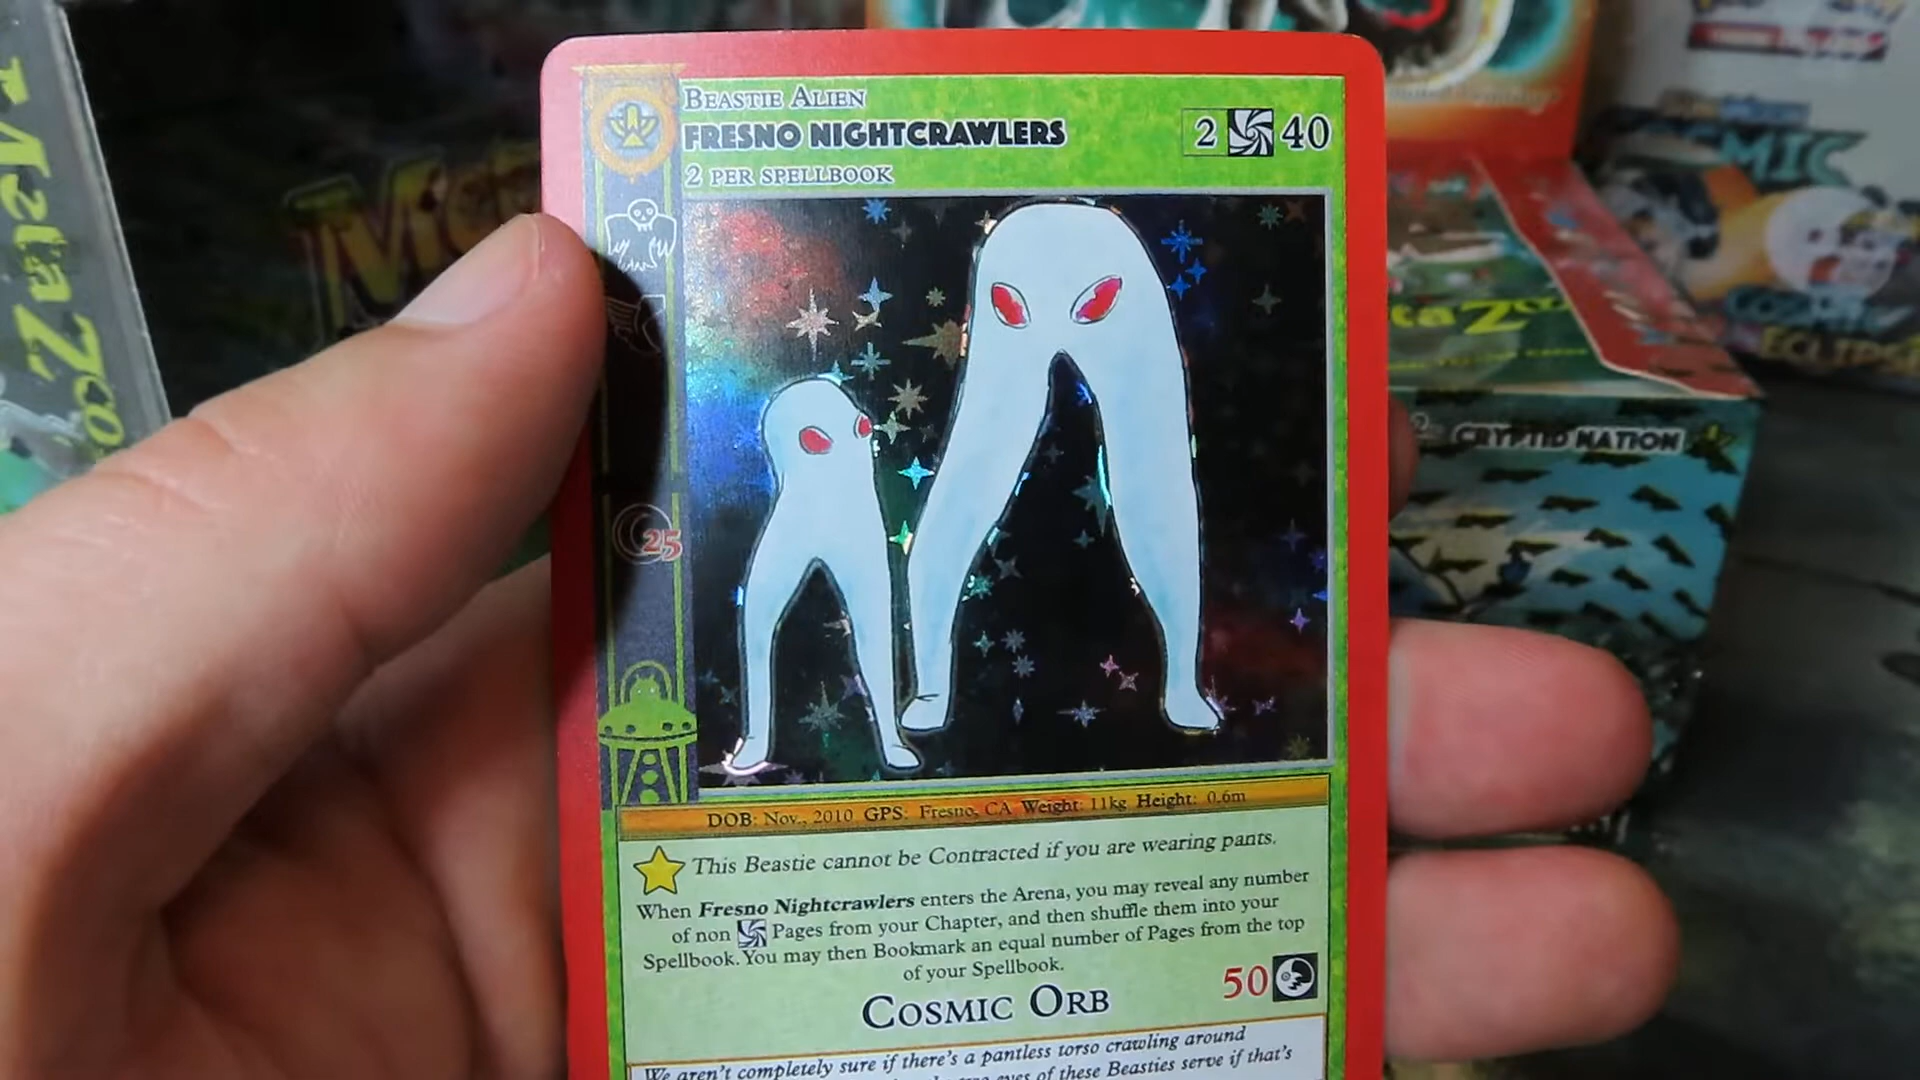 BEASTIE ALIEN
FRESNO NIGHTCRAWLERS
2 40
2 PER SPELLBOOK
25
DOB: Nov., 2010 GPS: Fresno, CA Weight: 11kg Height: 0.6m
This Beastie cannot be Contracted if you are wearing pants.
When Fresno Nightcrawlers enters the Arena, you may reveal any number
of non Pages from your Chapter, and then shuffle them into your
Spellbook. You may then Bookmark an equal number of Pages from the top
of your Spellbook.
COSMIC ORB
50
We aren't completely sure if there's a pantless torso crawling around
eyes of these Beasties serve if that's
MetaZoo
CRYPTID NATION
COSMIC
ECLIPSE